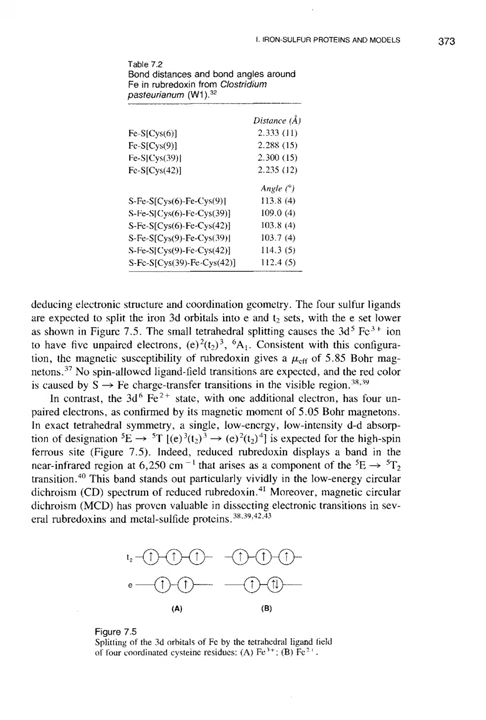 I. IRON-SULFUR PROTEINS AND MODELS 373
Table 7.2
Bond distances and bond angles around
Fe in rubredoxin from Clostridium
pasteurianum (W1).³²
Distance (Å)
Fe-S[Cys(6)] 2.333 (11)
Fe-S[Cys(9)] 2.288 (15)
Fe-S[Cys(39)] 2.300 (15)
Fe-S[Cys(42)] 2.235 (12)
Angle (°)
S-Fe-S[Cys(6)-Fe-Cys(9)] 113.8 (4)
S-Fe-S[Cys(6)-Fe-Cys(39)] 109.0 (4)
S-Fe-S[Cys(6)-Fe-Cys(42)] 103.8 (4)
S-Fe-S[Cys(9)-Fe-Cys(39)] 103.7 (4)
S-Fe-S[Cys(9)-Fe-Cys(42)] 114.3 (5)
S-Fe-S[Cys(39)-Fe-Cys(42)] 112.4 (5)
deducing electronic structure and coordination geometry. The four sulfur ligands
are expected to split the iron 3d orbitals into e and t₂ sets, with the e set lower
as shown in Figure 7.5. The small tetrahedral splitting causes the 3d⁵ Fe³⁺ ion
to have five unpaired electrons, (e)²(t₂)³, ⁶A₁. Consistent with this configura-
tion, the magnetic susceptibility of rubredoxin gives a μeff of 5.85 Bohr mag-
netons.³⁷ No spin-allowed ligand-field transitions are expected, and the red color
is caused by S → Fe charge-transfer transitions in the visible region.³⁸,³⁹
In contrast, the 3d⁶ Fe²⁺ state, with one additional electron, has four un-
paired electrons, as confirmed by its magnetic moment of 5.05 Bohr magnetons.
In exact tetrahedral symmetry, a single, low-energy, low-intensity d-d absorp-
tion of designation ⁵E → ⁵T [(e)³(t₂)³ → (e)²(t₂)⁴] is expected for the high-spin
ferrous site (Figure 7.5). Indeed, reduced rubredoxin displays a band in the
near-infrared region at 6,250 cm⁻¹ that arises as a component of the ⁵E → ⁵T₂
transition.⁴⁰ This band stands out particularly vividly in the low-energy circular
dichroism (CD) spectrum of reduced rubredoxin.⁴¹ Moreover, magnetic circular
dichroism (MCD) has proven valuable in dissecting electronic transitions in sev-
eral rubredoxins and metal-sulfide proteins.³⁸,³⁹,⁴²,⁴³
t₂ ↑ ↑ ↑ ↑ ↑ ↑
e ↑ ↑ ↑ ↑↓
(A) (B)
Figure 7.5
Splitting of the 3d orbitals of Fe by the tetrahedral ligand field
of four coordinated cysteine residues: (A) Fe³⁺; (B) Fe²⁺.